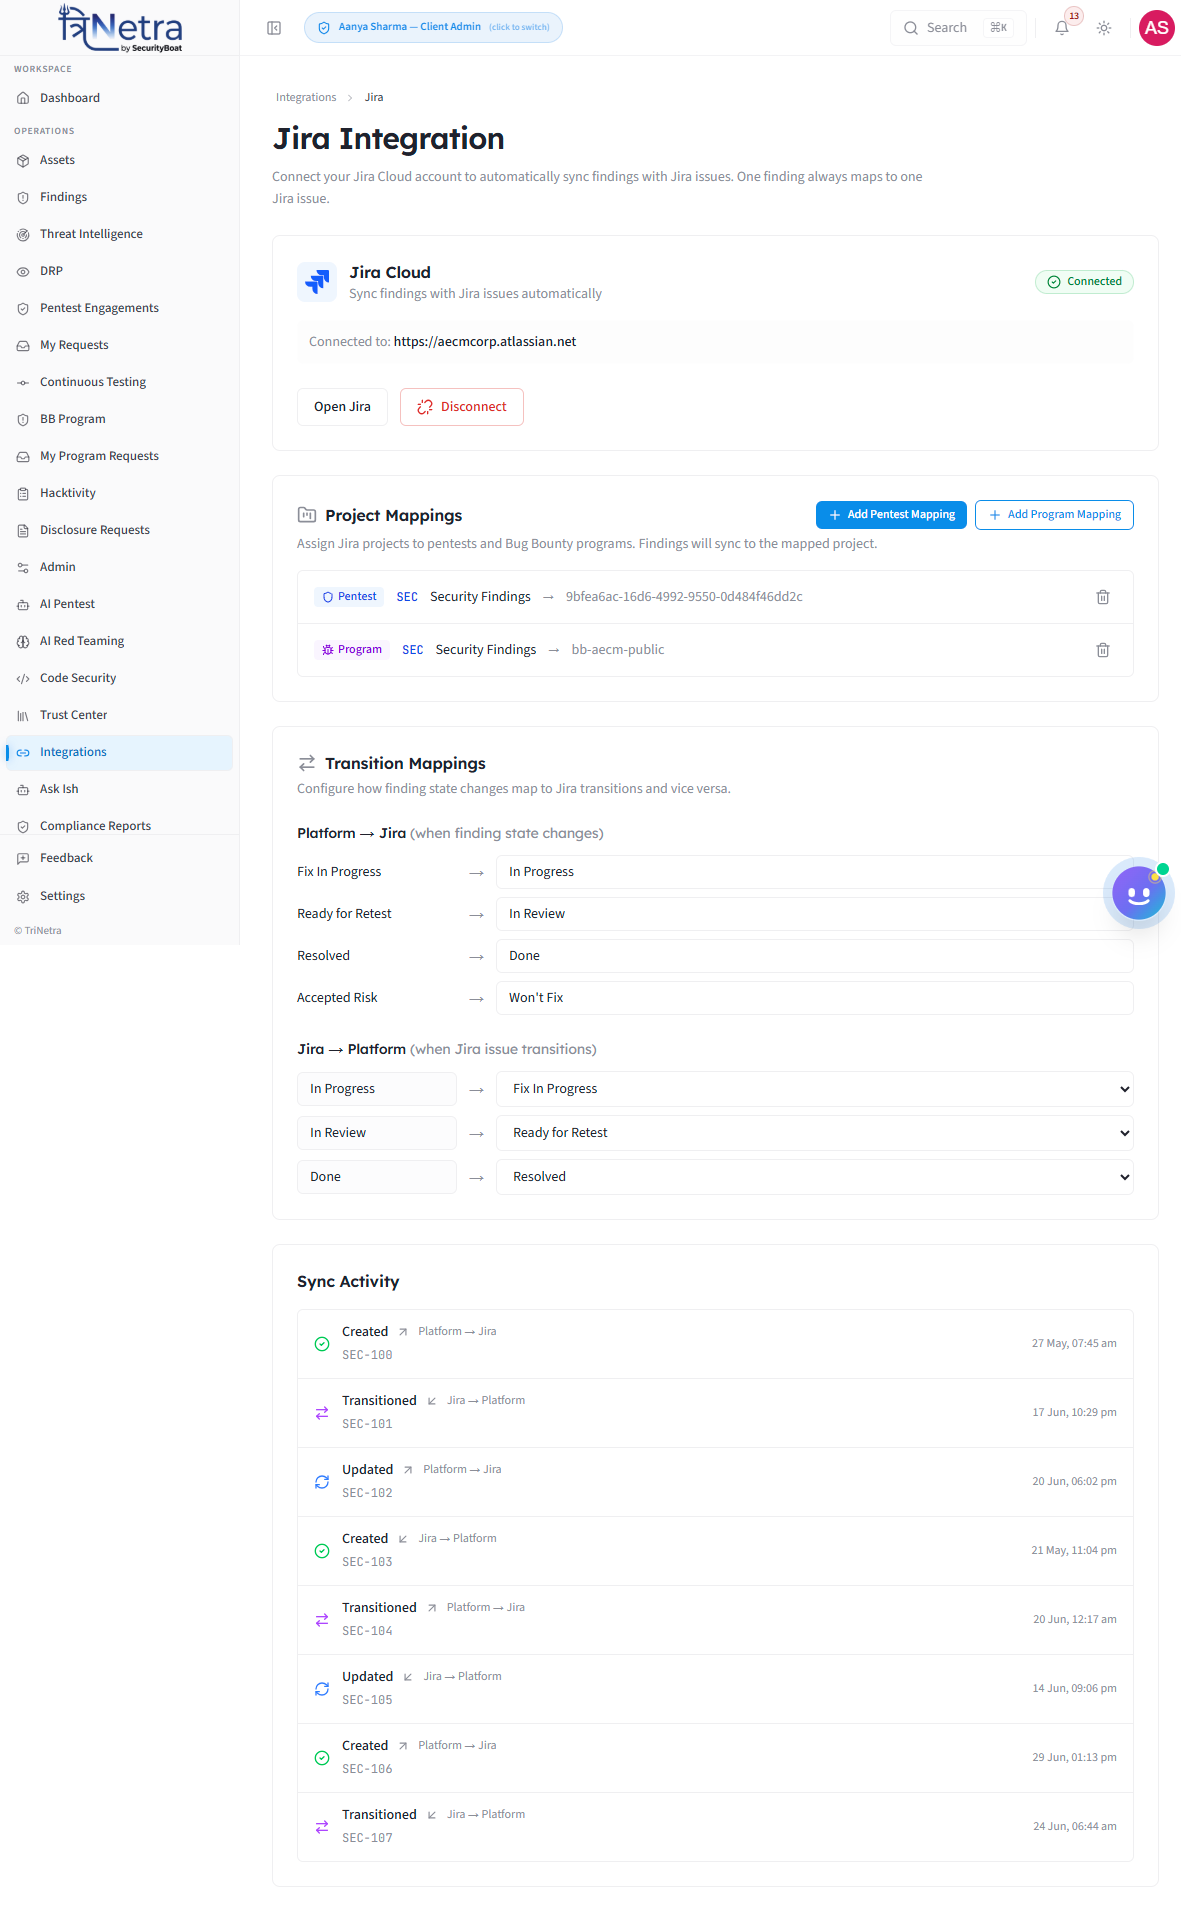 त्रिNetra
by SecurityBoat
Aanya Sharma — Client Admin (click to switch)
Search ⌘K
13
AS
WORKSPACE
Dashboard
OPERATIONS
Assets
Findings
Threat Intelligence
DRP
Pentest Engagements
My Requests
Continuous Testing
BB Program
My Program Requests
Hacktivity
Disclosure Requests
Admin
AI Pentest
AI Red Teaming
Code Security
Trust Center
Integrations
Ask Ish
Compliance Reports
Feedback
Settings
© TriNetra
Integrations > Jira
Jira Integration
Connect your Jira Cloud account to automatically sync findings with Jira issues. One finding always maps to one
Jira issue.
Jira Cloud
Sync findings with Jira issues automatically
Connected
Connected to: https://aecmcorp.atlassian.net
Open Jira
Disconnect
Project Mappings
+ Add Pentest Mapping
+ Add Program Mapping
Assign Jira projects to pentests and Bug Bounty programs. Findings will sync to the mapped project.
Pentest SEC Security Findings → 9bfea6ac-16d6-4992-9550-0d484f46dd2c
Program SEC Security Findings → bb-aecm-public
Transition Mappings
Configure how finding state changes map to Jira transitions and vice versa.
Platform → Jira (when finding state changes)
Fix In Progress → In Progress
Ready for Retest → In Review
Resolved → Done
Accepted Risk → Won't Fix
Jira → Platform (when Jira issue transitions)
In Progress → Fix In Progress
In Review → Ready for Retest
Done → Resolved
Sync Activity
Created ↗ Platform → Jira
SEC-100
27 May, 07:45 am
Transitioned ↙ Jira → Platform
SEC-101
17 Jun, 10:29 pm
Updated ↗ Platform → Jira
SEC-102
20 Jun, 06:02 pm
Created ↙ Jira → Platform
SEC-103
21 May, 11:04 pm
Transitioned ↗ Platform → Jira
SEC-104
20 Jun, 12:17 am
Updated ↙ Jira → Platform
SEC-105
14 Jun, 09:06 pm
Created ↗ Platform → Jira
SEC-106
29 Jun, 01:13 pm
Transitioned ↙ Jira → Platform
SEC-107
24 Jun, 06:44 am